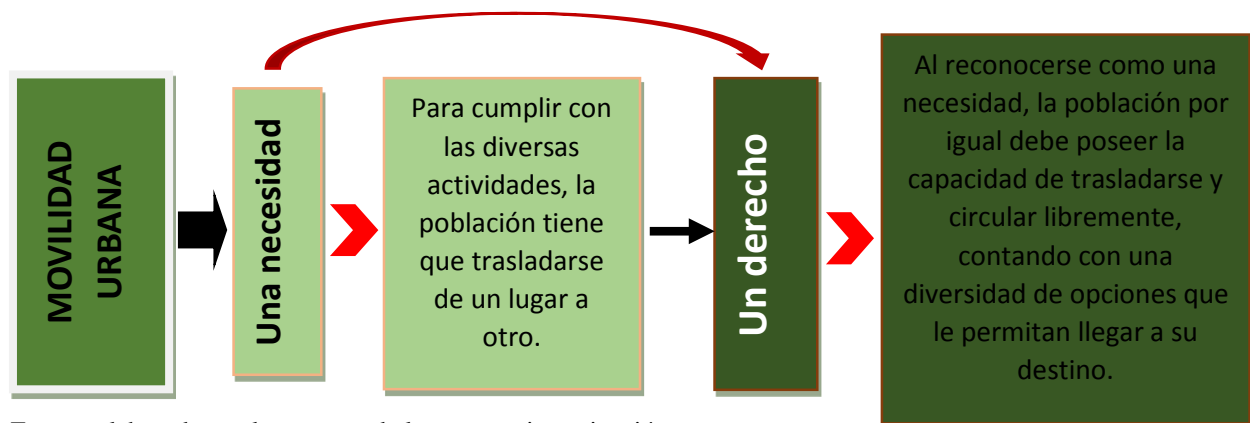 MOVILIDAD
URBANA
Una necesidad
Para cumplir con
las diversas
actividades, la
población tiene
que trasladarse
de un lugar a
otro.
Un derecho
Al reconocerse como una
necesidad, la población por
igual debe poseer la
capacidad de trasladarse y
circular libremente,
contando con una
diversidad de opciones que
le permitan llegar a su
destino.